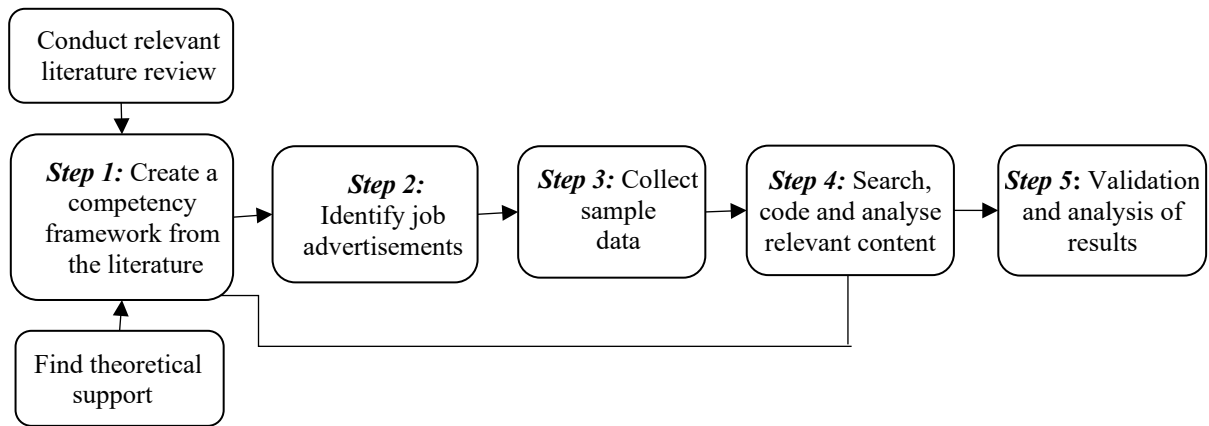 Conduct relevant
literature review
Step 1: Create a
competency
framework from
the literature
Find theoretical
support
Step 2:
Identify job
advertisements
Step 3: Collect
sample
data
Step 4: Search,
code and analyse
relevant content
Step 5: Validation
and analysis of
results